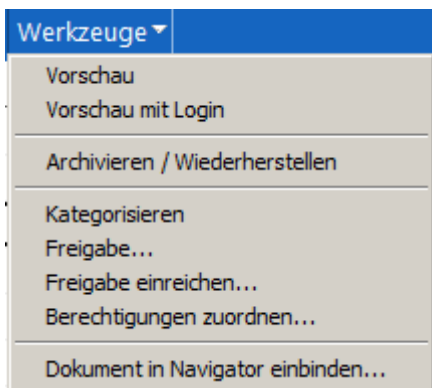 Werkzeuge
Vorschau
Vorschau mit Login
Archivieren / Wiederherstellen
Kategorisieren
Freigabe...
Freigabe einreichen...
Berechtigungen zuordnen...
Dokument in Navigator einbinden...